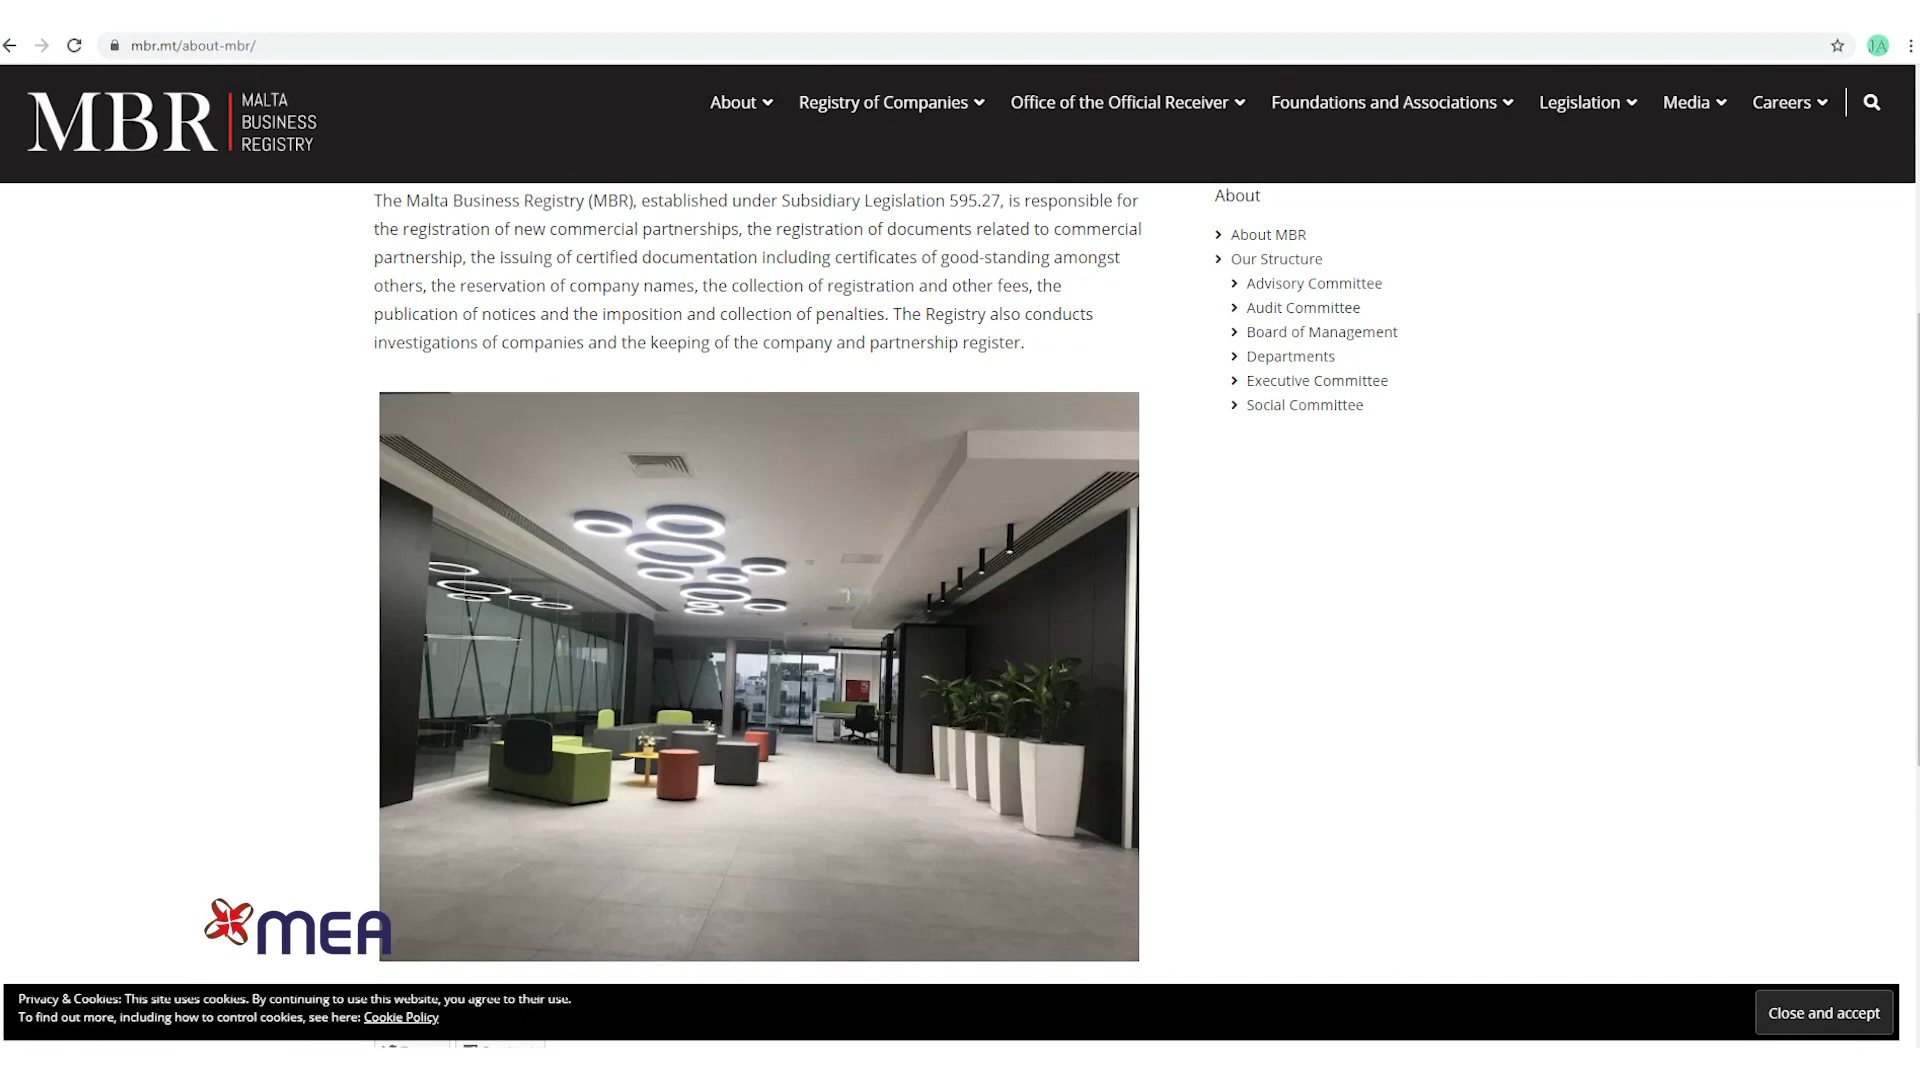 mbr.mt/about-mbr/
JA
MBR
MALTA
BUSINESS
REGISTRY
About
Registry of Companies
Office of the Official Receiver
Foundations and Associations
Legislation
Media
Careers
The Malta Business Registry (MBR), established under Subsidiary Legislation 595.27, is responsible for
the registration of new commercial partnerships, the registration of documents related to commercial
partnership, the issuing of certified documentation including certificates of good-standing amongst
others, the reservation of company names, the collection of registration and other fees, the
publication of notices and the imposition and collection of penalties. The Registry also conducts
investigations of companies and the keeping of the company and partnership register.
About
About MBR
Our Structure
Advisory Committee
Audit Committee
Board of Management
Departments
Executive Committee
Social Committee
MEA
Privacy & Cookies: This site uses cookies. By continuing to use this website, you agree to their use.
To find out more, including how to control cookies, see here: Cookie Policy
Close and accept